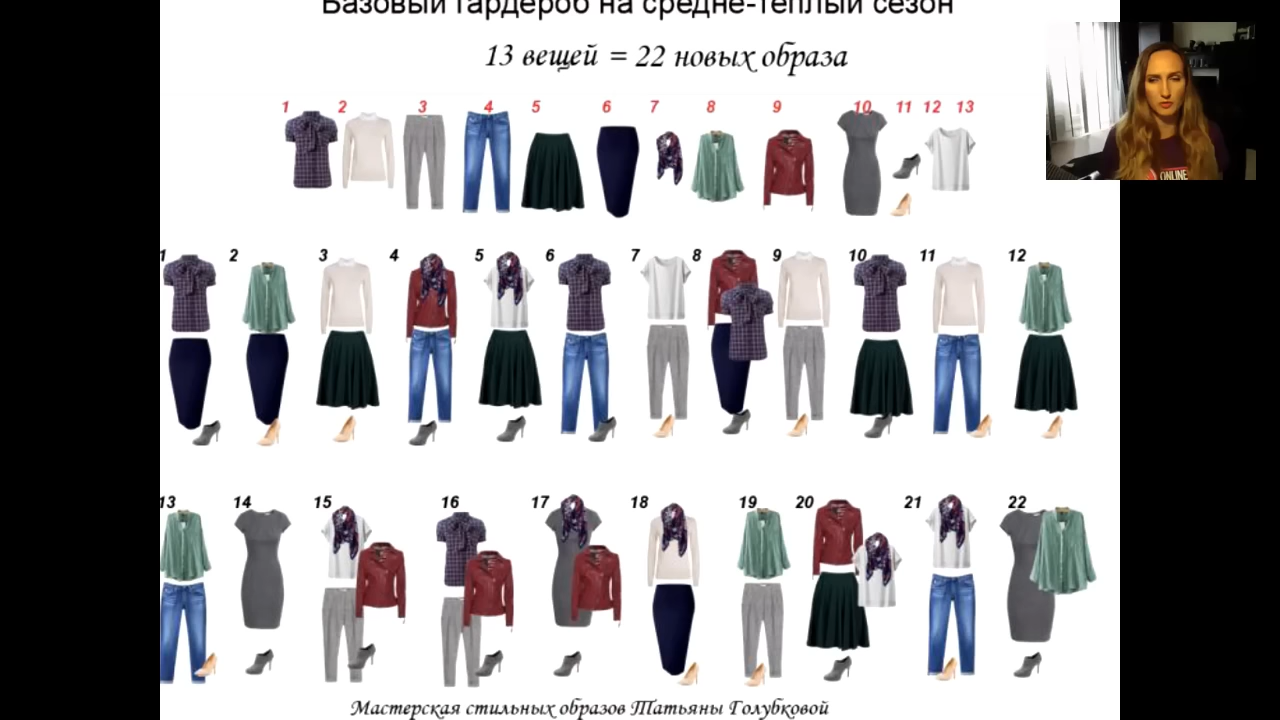 Базовый гардероб на средне-теплый сезон
13 вещей = 22 новых образа
1 2 3 4 5 6 7 8 9 10 11 12 13
1 2 3 4 5 6 7 8 9 10 11 12
13 14 15 16 17 18 19 20 21 22
Мастерская стильных образов Татьяны Голубковой
ONLINE